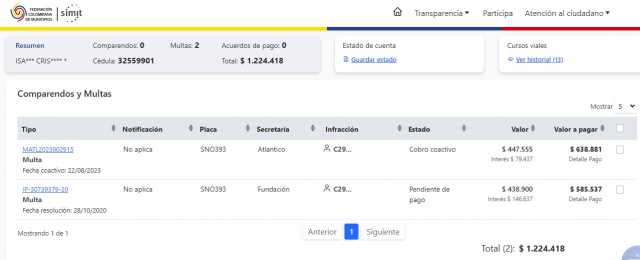 FEDERACIÓN
COLOMBIANA
DE MUNICIPIOS
simit
Transparencia
Participa
Atención al ciudadano
Resumen
Comparendos: 0
Multas: 2
Acuerdos de pago: 0
ISA*** CRIS**** *
Cédula: 32559901
Total: $ 1.224.418
Estado de cuenta
Guardar estado
Cursos viales
Ver historial (13)
Comparendos y Multas
Mostrar 5
Tipo Notificación Placa Secretaría Infracción Estado Valor Valor a pagar
MATL2023902915 No aplica SNO393 Atlantico. C29... Cobro coactivo $ 447.555 $ 638.881
Multa Interés $ 79.437 Detalle Pago
Fecha coactivo: 22/08/2023
IP-30739379-20 No aplica SNO393 Fundación C29... Pendiente de pago $ 438.900 $ 585.537
Multa Interés $ 146.637 Detalle Pago
Fecha resolución: 28/10/2020
Mostrando 1 de 1
Anterior 1 Siguiente
Total (2): $ 1.224.418